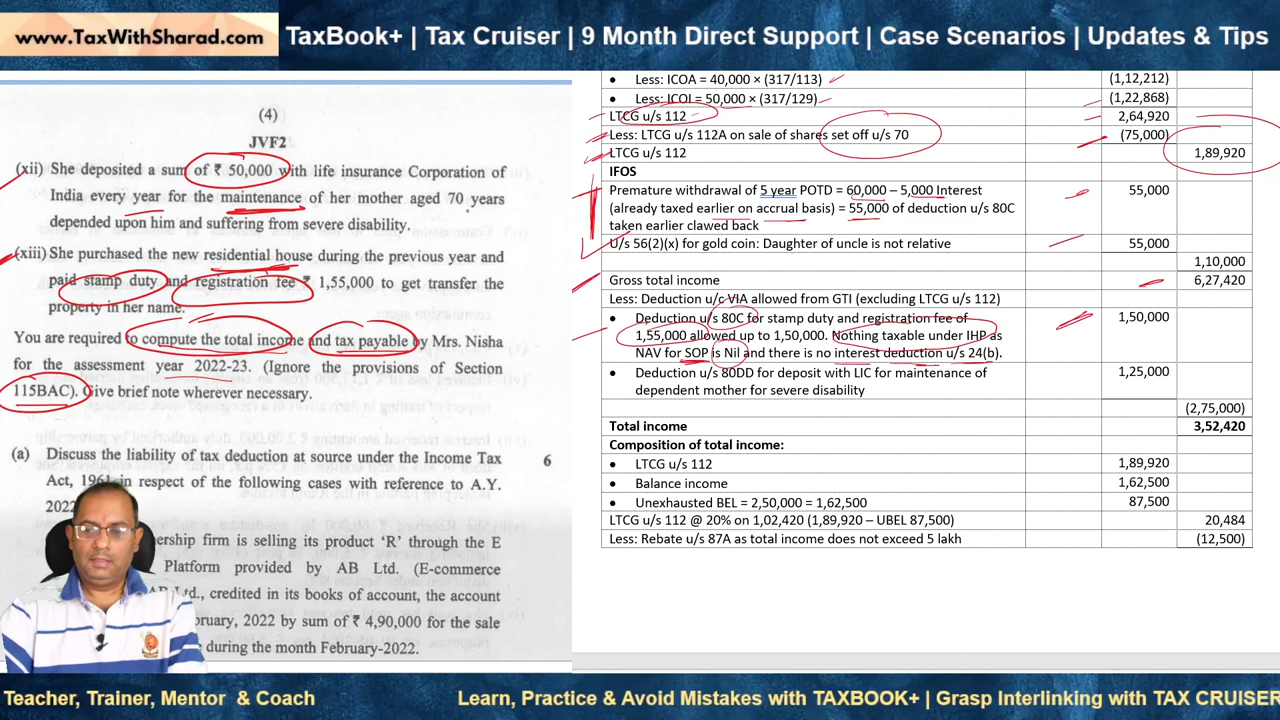 www.TaxWithSharad.com
TaxBook+ | Tax Cruiser | 9 Month Direct Support | Case Scenarios | Updates & Tips
(4)
JVF2
(xii) She deposited a sum of ₹ 50,000 with life insurance Corporation of
India every year for the maintenance of her mother aged 70 years
depended upon him and suffering from severe disability.
(xiii) She purchased the new residential house during the previous year and
paid stamp duty and registration fee ₹ 1,55,000 to get transfer the
property in her name.
You are required to compute the total income and tax payable by Mrs. Nisha
for the assessment year 2022-23. (Ignore the provisions of Section
115BAC). Give brief note wherever necessary.
(a) Discuss the liability of tax deduction at source under the Income Tax 6
Act, 1961 in respect of the following cases with reference to A.Y.
2022
ership firm is selling its product 'R' through the E
Platform provided by AB Ltd. (E-commerce
AB Ltd., credited in its books of account, the account
bruary, 2022 by sum of ₹ 4,90,000 for the sale
during the month February-2022.
• Less: ICOA = 40,000 × (317/113) (1,12,212)
• Less: ICOI = 50,000 × (317/129) (1,22,868)
LTCG u/s 112 2,64,920
Less: LTCG u/s 112A on sale of shares set off u/s 70 (75,000)
LTCG u/s 112 1,89,920
IFOS
Premature withdrawal of 5 year POTD = 60,000 – 5,000 Interest 55,000
(already taxed earlier on accrual basis) = 55,000 of deduction u/s 80C
taken earlier clawed back
U/s 56(2)(x) for gold coin: Daughter of uncle is not relative 55,000
1,10,000
Gross total income 6,27,420
Less: Deduction u/c VIA allowed from GTI (excluding LTCG u/s 112)
• Deduction u/s 80C for stamp duty and registration fee of 1,50,000
1,55,000 allowed up to 1,50,000. Nothing taxable under IHP as
NAV for SOP is Nil and there is no interest deduction u/s 24(b).
• Deduction u/s 80DD for deposit with LIC for maintenance of 1,25,000
dependent mother for severe disability
(2,75,000)
Total income 3,52,420
Composition of total income:
• LTCG u/s 112 1,89,920
• Balance income 1,62,500
• Unexhausted BEL = 2,50,000 = 1,62,500 87,500
LTCG u/s 112 @ 20% on 1,02,420 (1,89,920 – UBEL 87,500) 20,484
Less: Rebate u/s 87A as total income does not exceed 5 lakh (12,500)
Teacher, Trainer, Mentor & Coach
Learn, Practice & Avoid Mistakes with TAXBOOK+ | Grasp Interlinking with TAX CRUISER